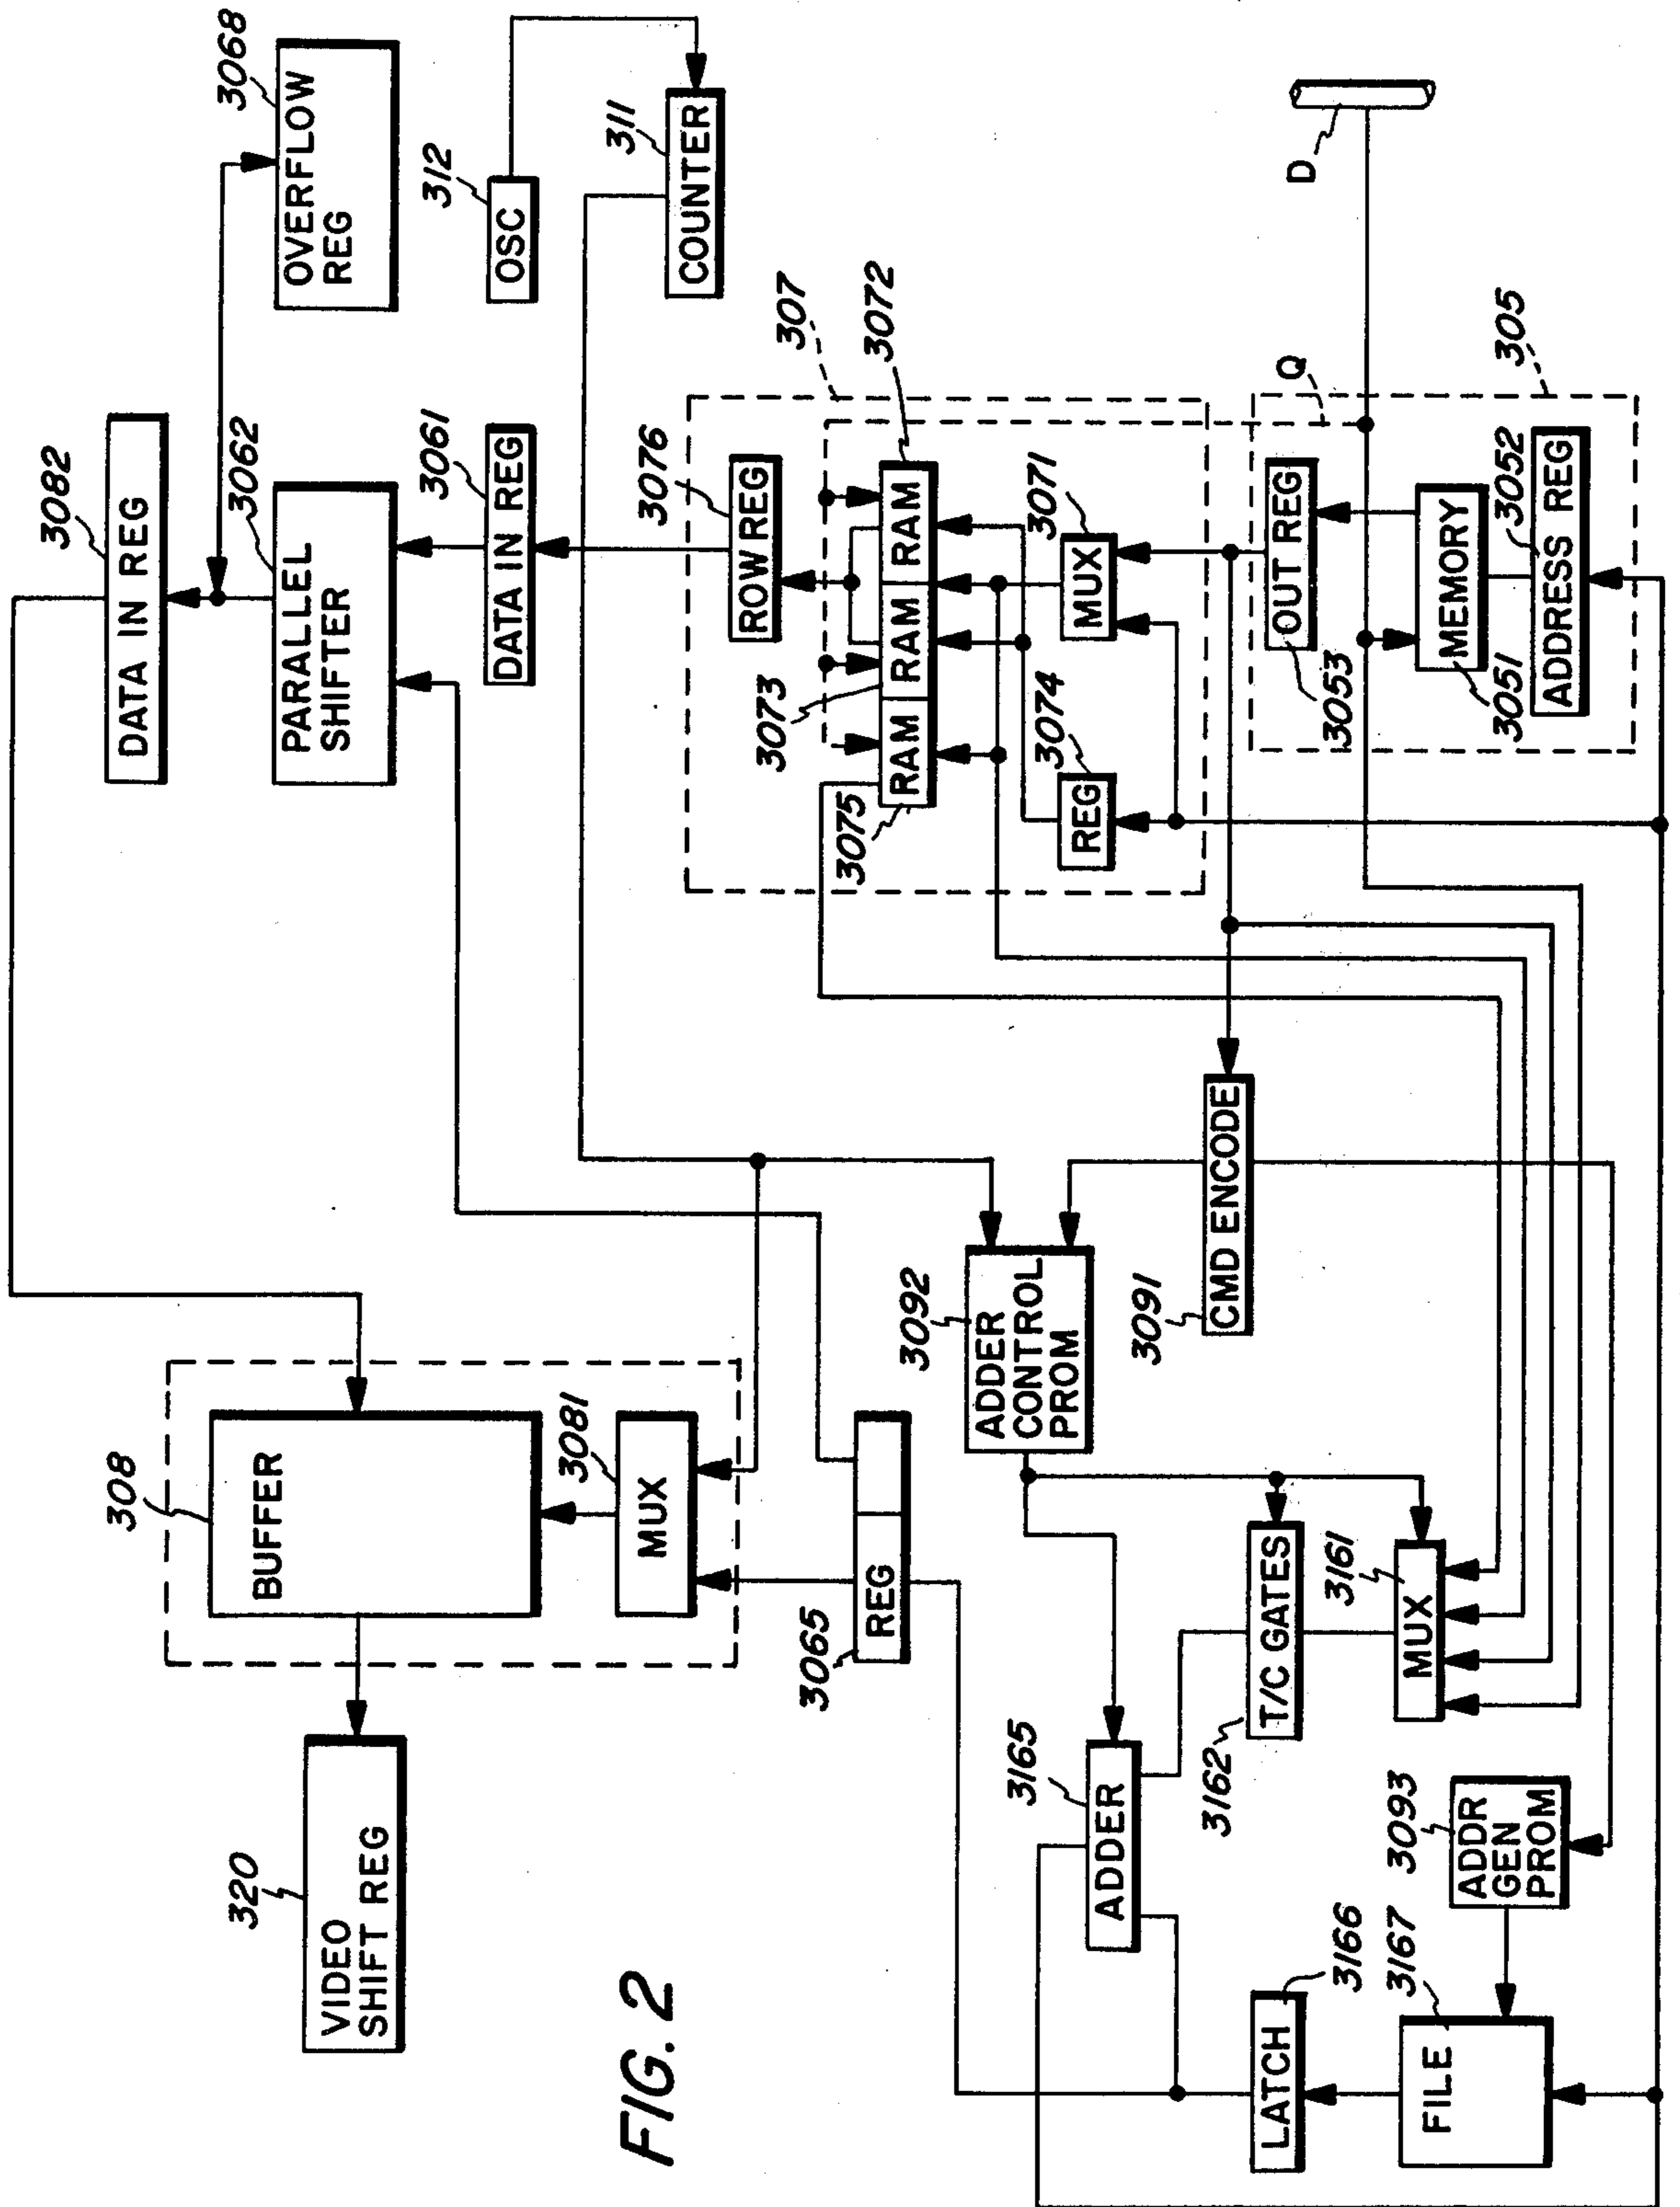 3082
DATA IN REG
3062
PARALLEL
SHIFTER
3068
OVERFLOW
REG
3061
DATA IN REG
312
OSC
311
COUNTER
307
3076
ROW REG
3072
3073
3075
RAM
RAM
RAM
3074
REG
3071
MUX
Q
D
305
3053
OUT REG
3051
MEMORY
3052
ADDRESS REG
308
BUFFER
3081
MUX
320
VIDEO
SHIFT REG
3065
REG
3092
ADDER
CONTROL
PROM
3091
CMD ENCODE
3165
ADDER
3162
T/C GATES
3161
MUX
3093
ADDR
GEN
PROM
3166
LATCH
3167
FILE
FIG. 2